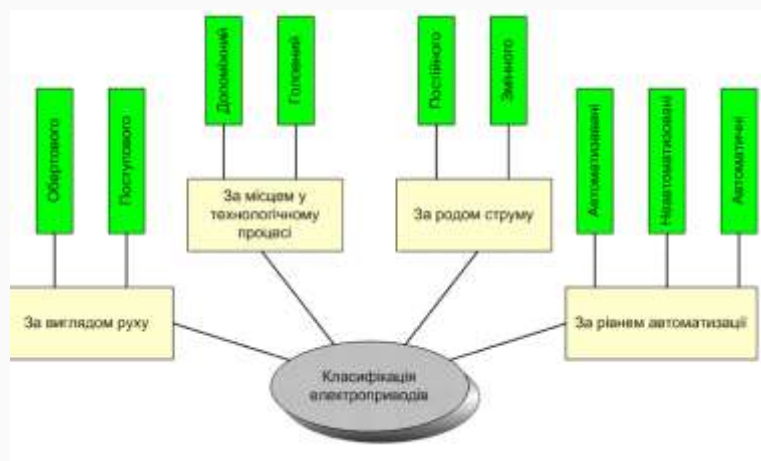 Допоміжний
Головний
Постійного
Змінного
Обертового
Поступового
Автоматизовані
Неавтоматизовані
Автоматичні
За місцем у
технологічному
процесі
За родом струму
За виглядом руху
За рівнем автоматизації
Класифікація
електроприводів